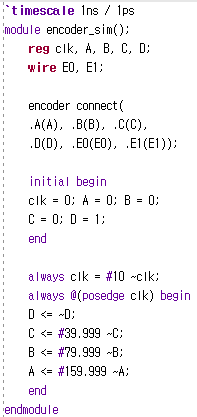 `timescale 1ns / 1ps
module encoder_sim();
reg clk, A, B, C, D;
wire E0, E1;
encoder connect(
.A(A), .B(B), .C(C),
.D(D), .E0(E0), .E1(E1));
initial begin
clk = 0; A = 0; B = 0;
C = 0; D = 1;
end
always clk = #10 ~clk;
always @(posedge clk) begin
D <= ~D;
C <= #39.999 ~C;
B <= #79.999 ~B;
A <= #159.999 ~A;
end
endmodule